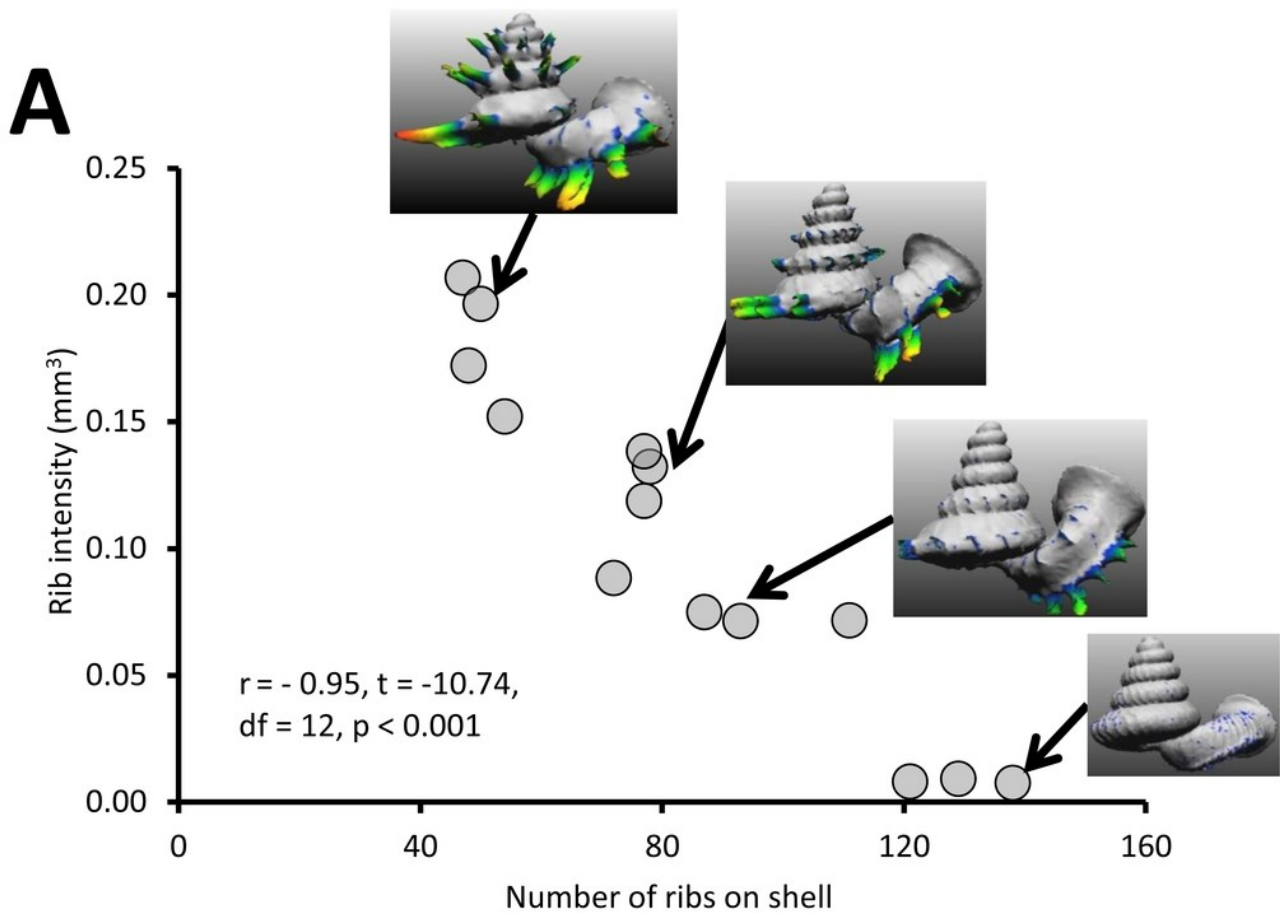 A
0.25
0.20
0.15
0.10
0.05
0.00
Rib intensity (mm³)
r = - 0.95, t = -10.74,
df = 12, p < 0.001
0 40 80 120 160
Number of ribs on shell